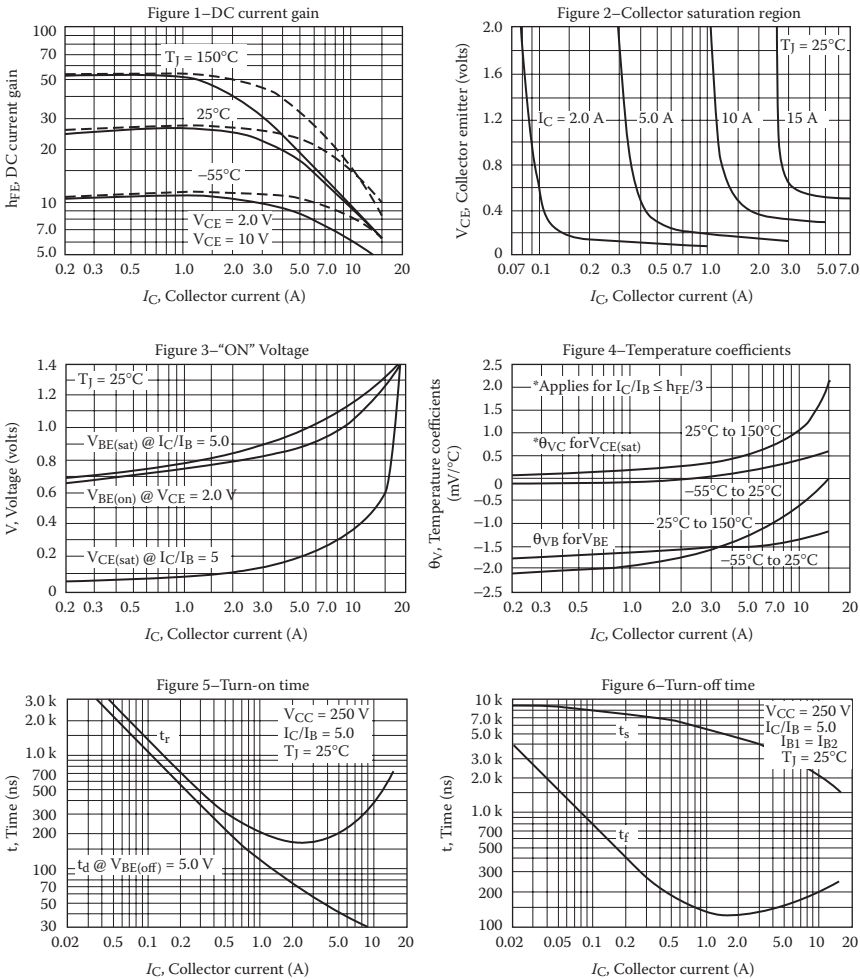 Figure 1–DC current gain
hFE, DC current gain
100
70
50
30
20
10
7.0
5.0
TJ = 150°C
25°C
–55°C
VCE = 2.0 V
VCE = 10 V
0.2 0.3 0.5 1.0 2.0 3.0 5.0 7.0 10 20
IC, Collector current (A)
Figure 2–Collector saturation region
VCE, Collector emitter (volts)
2.0
1.6
1.2
0.8
0.4
0
TJ = 25°C
IC = 2.0 A 5.0 A 10 A 15 A
0.07 0.1 0.2 0.3 0.5 0.7 1.0 2.0 3.0 5.0 7.0
IC, Collector current (A)
Figure 3–“ON” Voltage
V, Voltage (volts)
1.4
1.2
1.0
0.8
0.6
0.4
0.2
0
TJ = 25°C
VBE(sat) @ IC/IB = 5.0
VBE(on) @ VCE = 2.0 V
VCE(sat) @ IC/IB = 5
0.2 0.3 0.5 1.0 2.0 3.0 5.0 7.0 10 20
IC, Collector current (A)
Figure 4–Temperature coefficients
θV, Temperature coefficients
(mV/°C)
2.5
2.0
1.5
1.0
0.5
0
–0.5
–1.0
–1.5
–2.0
–2.5
*Applies for IC/IB ≤ hFE/3
25°C to 150°C
*θVC for VCE(sat)
–55°C to 25°C
25°C to 150°C
θVB for VBE
–55°C to 25°C
0.2 0.3 0.5 1.0 2.0 3.0 5.0 7.0 10 20
IC, Collector current (A)
Figure 5–Turn-on time
t, Time (ns)
3.0 k
2.0 k
1.0 k
700
500
300
200
100
70
50
30
VCC = 250 V
IC/IB = 5.0
TJ = 25°C
tr
td @ VBE(off) = 5.0 V
0.02 0.05 0.1 0.2 0.5 1.0 2.0 5.0 10 20
IC, Collector current (A)
Figure 6–Turn-off time
t, Time (ns)
10 k
7.0 k
5.0 k
3.0 k
2.0 k
1.0 k
700
500
300
200
100
VCC = 250 V
IC/IB = 5.0
IB1 = IB2
TJ = 25°C
ts
tf
0.02 0.05 0.1 0.2 0.5 1.0 2.0 5.0 10 20
IC, Collector current (A)